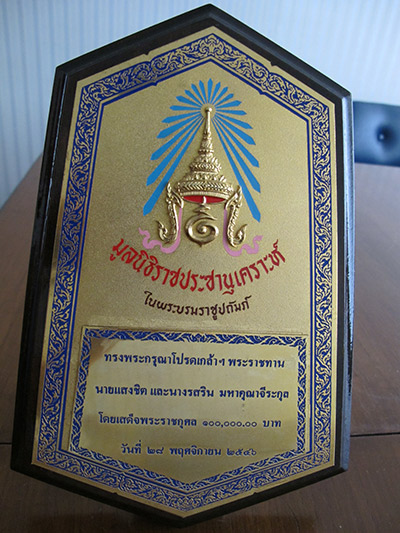 มูลนิธิราชประชานุเคราะห์
ในพระบรมราชูปถัมภ์
ทรงพระกรุณาโปรดเกล้าฯ พระราชทาน
นายแสงชิต และนางรสริน มหาคุณาจีระกุล
โดยเสด็จพระราชกุศล ๑๐๐,๐๐๐.๐๐ บาท
วันที่ ๒๘ พฤศจิกายน ๒๕๔๖